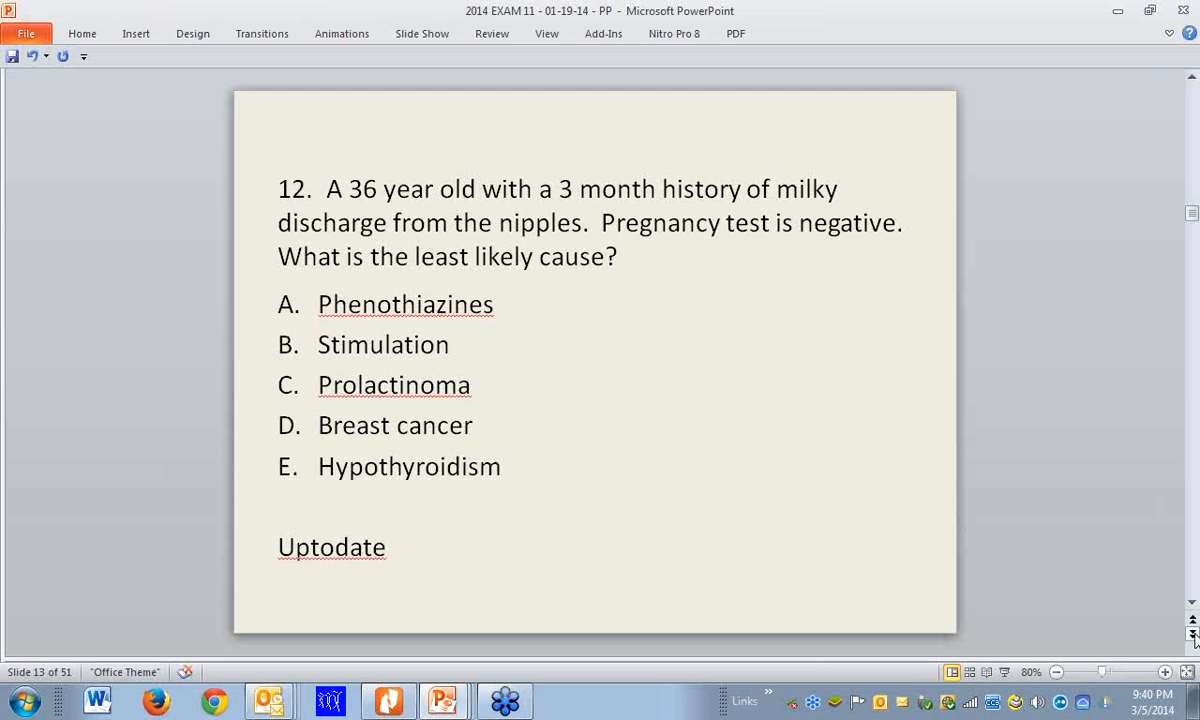 2014 EXAM 11 - 01-19-14 - PP - Microsoft PowerPoint
File Home Insert Design Transitions Animations Slide Show Review View Add-Ins Nitro Pro 8 PDF
12. A 36 year old with a 3 month history of milky
discharge from the nipples. Pregnancy test is negative.
What is the least likely cause?
A. Phenothiazines
B. Stimulation
C. Prolactinoma
D. Breast cancer
E. Hypothyroidism
Uptodate
Slide 13 of 51 "Office Theme" 80%
Links
9:40 PM
3/5/2014